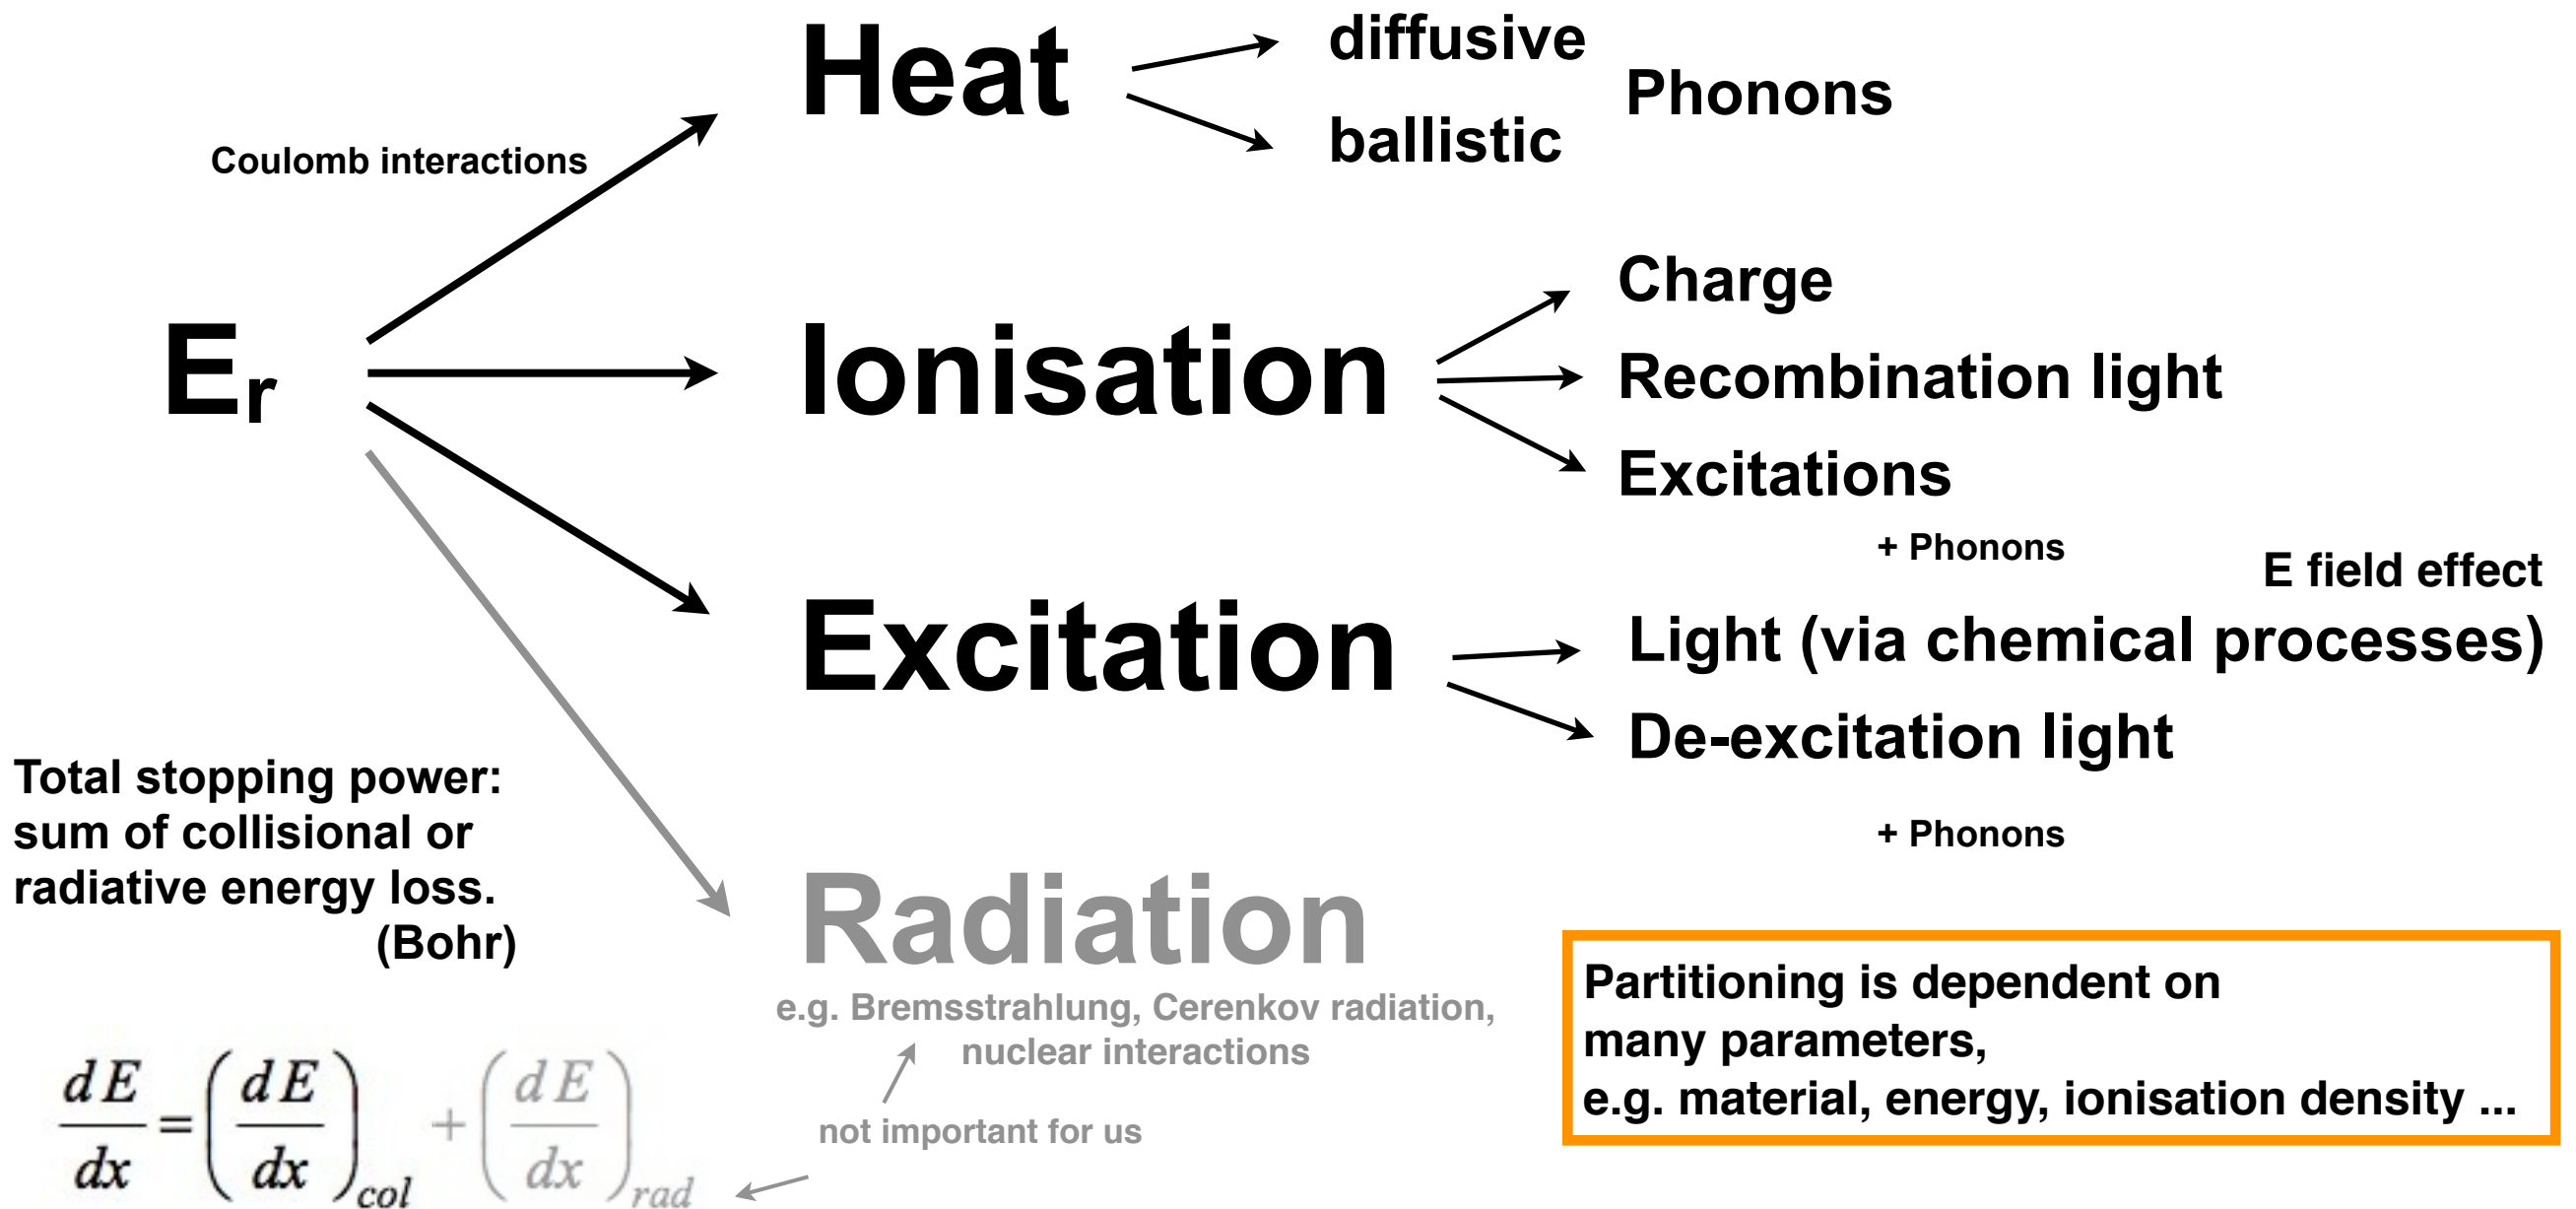 Heat
diffusive
ballistic
Phonons
Coulomb interactions
Er
Ionisation
Charge
Recombination light
Excitations
+ Phonons
E field effect
Excitation
Light (via chemical processes)
De-excitation light
+ Phonons
Total stopping power:
sum of collisional or
radiative energy loss.
(Bohr)
Radiation
e.g. Bremsstrahlung, Cerenkov radiation,
nuclear interactions
not important for us
dE/dx = (dE/dx)col + (dE/dx)rad
Partitioning is dependent on
many parameters,
e.g. material, energy, ionisation density ...